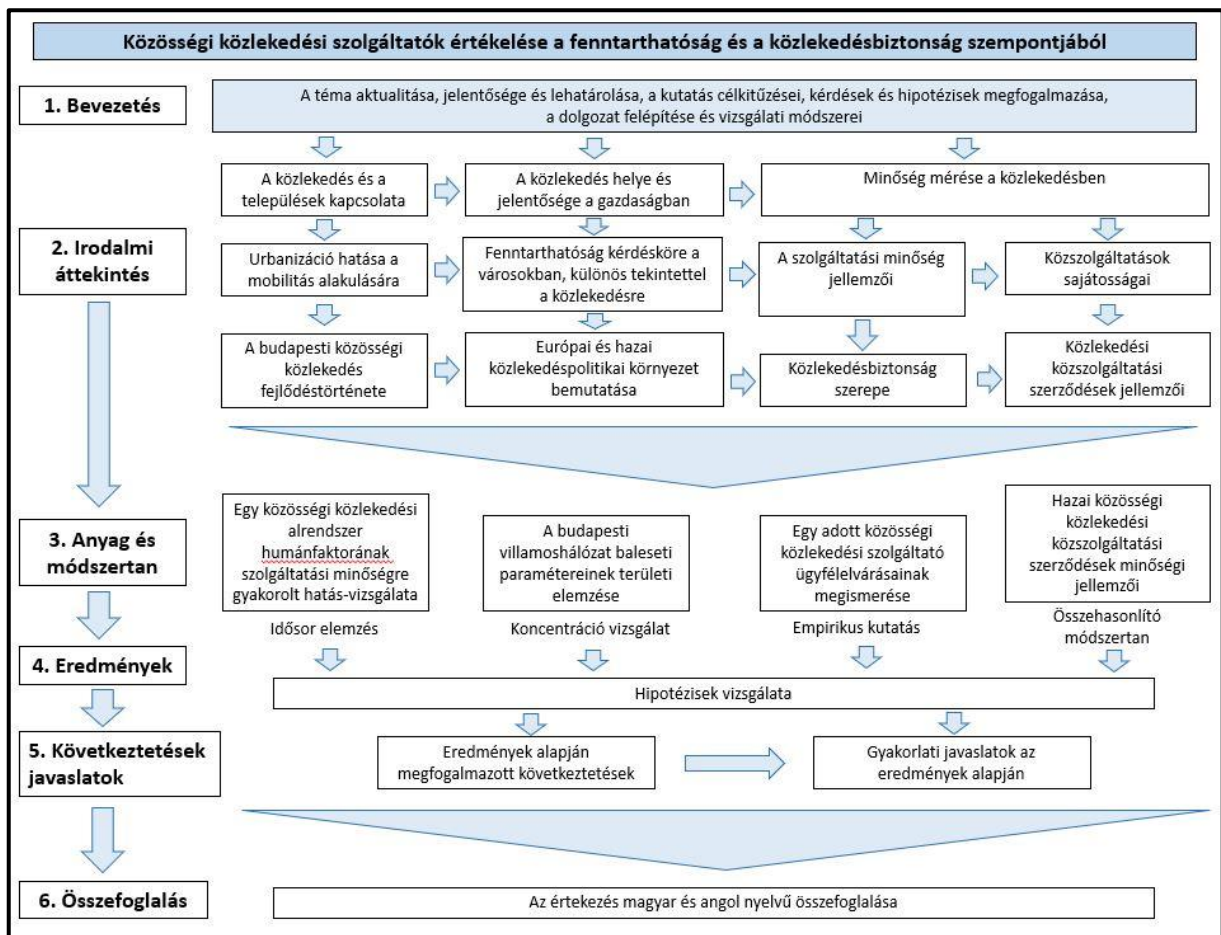 Közösségi közlekedési szolgáltatók értékelése a fenntarthatóság és a közlekedésbiztonság szempontjából
1. Bevezetés
A téma aktualitása, jelentősége és lehatárolása, a kutatás célkitűzései, kérdések és hipotézisek megfogalmazása,
a dolgozat felépítése és vizsgálati módszerei
A közlekedés és a
települések kapcsolata
A közlekedés helye és
jelentősége a gazdaságban
Minőség mérése a közlekedésben
2. Irodalmi
áttekintés
Urbanizáció hatása a
mobilitás alakulására
Fenntarthatóság kérdésköre a
városokban, különös tekintettel
a közlekedésre
A szolgáltatási minőség
jellemzői
Közszolgáltatások
sajátosságai
A budapesti közösségi
közlekedés
fejlődéstörténete
Európai és hazai
közlekedéspolitikai környezet
bemutatása
Közlekedésbiztonság
szerepe
Közlekedési
közszolgáltatási
szerződések jellemzői
3. Anyag és
módszertan
Egy közösségi közlekedési
alrendszer
humánfaktorának
szolgáltatási minőségre
gyakorolt hatás-vizsgálata
Idősor elemzés
A budapesti
villamoshálózat baleseti
paramétereinek területi
elemzése
Koncentráció vizsgálat
Egy adott közösségi
közlekedési szolgáltató
ügyfélelvárásainak
megismerése
Empirikus kutatás
Hazai közösségi
közlekedési
közszolgáltatási
szerződések minőségi
jellemzői
Összehasonlító
módszertan
4. Eredmények
Hipotézisek vizsgálata
5. Következtetések
javaslatok
Eredmények alapján
megfogalmazott következtetések
Gyakorlati javaslatok az
eredmények alapján
6. Összefoglalás
Az értekezés magyar és angol nyelvű összefoglalása